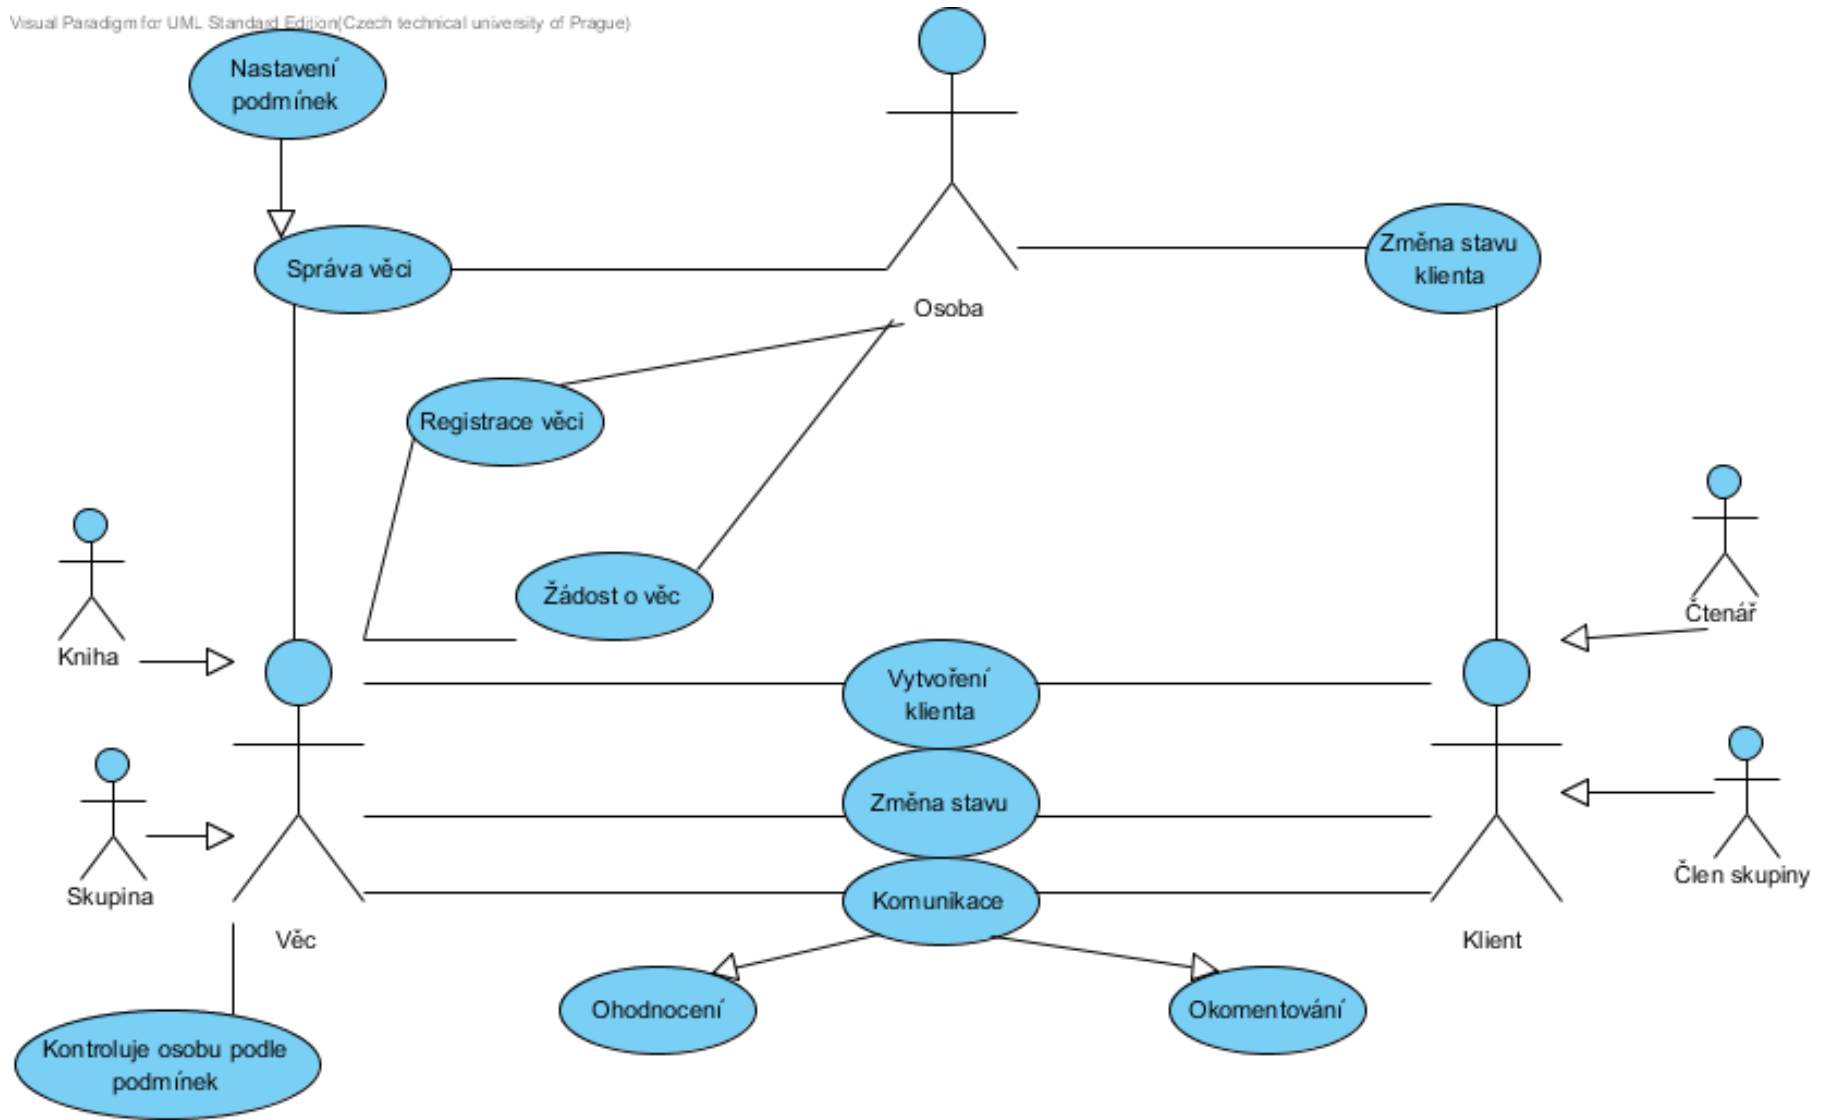 Visual Paradigm for UML Standard Edition(Czech technical university of Prague)
Nastavení
podmínek
Správa věci
Osoba
Změna stavu
klienta
Registrace věci
Žádost o věc
Kniha
Čtenář
Vytvoření
klienta
Změna stavu
Skupina
Člen skupiny
Komunikace
Věc
Klient
Ohodnocení
Okomentování
Kontroluje osobu podle
podmínek